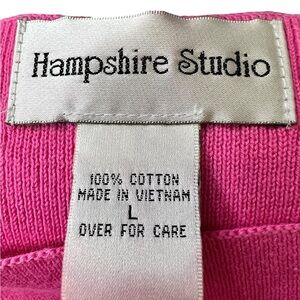 Hampshire Studio
100% COTTON
MADE IN VIETNAM
L
OVER FOR CARE